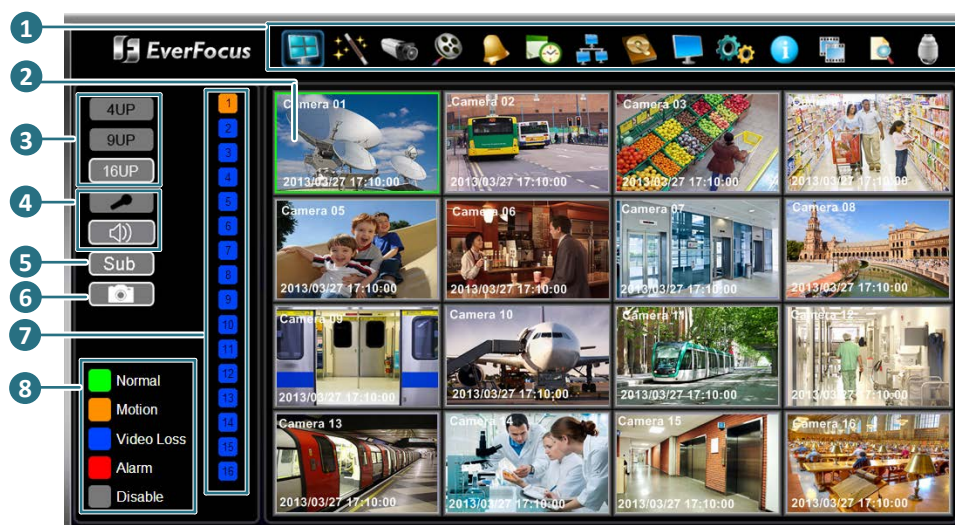 1
EverFocus
2
3
4UP
9UP
16UP
4
5
Sub
6
7
1
2
3
4
5
6
7
8
9
10
11
12
13
14
15
16
8
Normal
Motion
Video Loss
Alarm
Disable
Camera 01
2013/03/27 17:10:00
Camera 02
2013/03/27 17:10:00
Camera 03
2013/03/27 17:10:00
2013/03/27 17:10:00
Camera 05
2013/03/27 17:10:00
Camera 06
2013/03/27 17:10:00
Camera 07
2013/03/27 17:10:00
Camera 08
2013/03/27 17:10:00
Camera 09
2013/03/27 17:10:00
Camera 10
2013/03/27 17:10:00
Camera 11
2013/03/27 17:10:00
Camera 12
2013/03/27 17:10:00
Camera 13
2013/03/27 17:10:00
Camera 14
2013/03/27 17:10:00
Camera 15
2013/03/27 17:10:00
Camera 16
2013/03/27 17:10:00